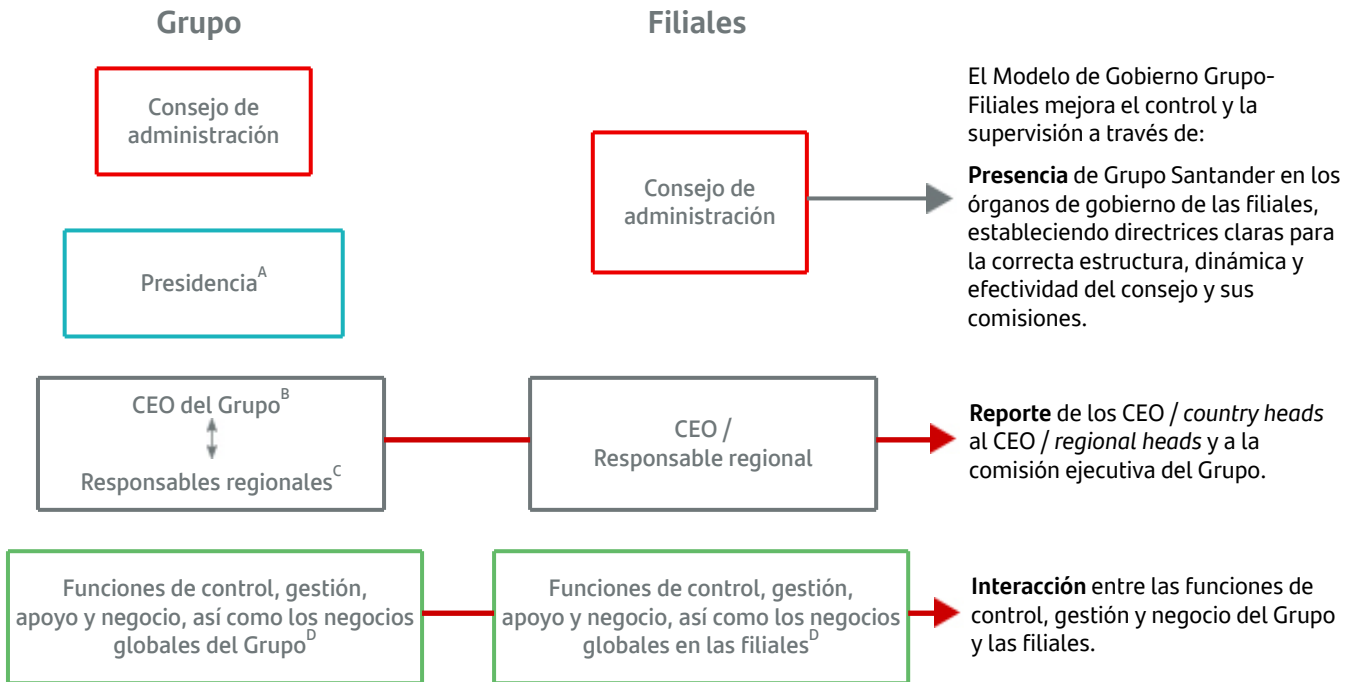 Grupo
Filiales
Consejo de
administración
Consejo de
administración
El Modelo de Gobierno Grupo-
Filiales mejora el control y la
supervisión a través de:
Presencia de Grupo Santander en los
órganos de gobierno de las filiales,
estableciendo directrices claras para
la correcta estructura, dinámica y
efectividad del consejo y sus
comisiones.
Presidencia^A
CEO del Grupo^B
Responsables regionales^C
CEO /
Responsable regional
Reporte de los CEO / country heads
al CEO / regional heads y a la
comisión ejecutiva del Grupo.
Funciones de control, gestión,
apoyo y negocio, así como los negocios
globales del Grupo^D
Funciones de control, gestión,
apoyo y negocio, así como los negocios
globales en las filiales^D
Interacción entre las funciones de
control, gestión y negocio del Grupo
y las filiales.